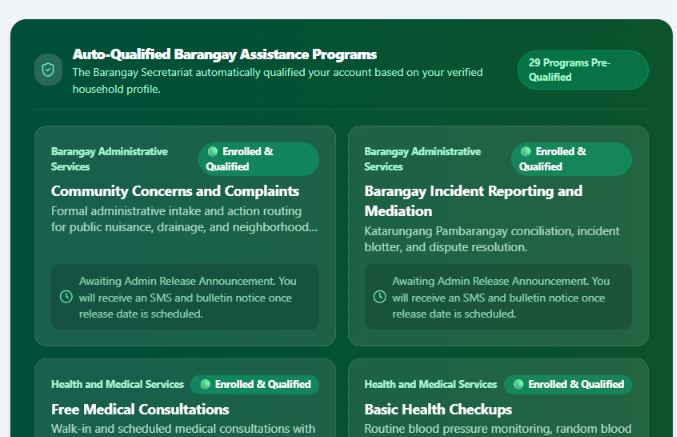 Auto-Qualified Barangay Assistance Programs
The Barangay Secretariat automatically qualified your account based on your verified
household profile.
29 Programs Pre-
Qualified
Barangay Administrative
Services
Enrolled &
Qualified
Community Concerns and Complaints
Formal administrative intake and action routing
for public nuisance, drainage, and neighborhood...
Awaiting Admin Release Announcement. You
will receive an SMS and bulletin notice once
release date is scheduled.
Barangay Administrative
Services
Enrolled &
Qualified
Barangay Incident Reporting and
Mediation
Katarungang Pambarangay conciliation, incident
blotter, and dispute resolution.
Awaiting Admin Release Announcement. You
will receive an SMS and bulletin notice once
release date is scheduled.
Health and Medical Services
Enrolled & Qualified
Free Medical Consultations
Walk-in and scheduled medical consultations with
Health and Medical Services
Enrolled & Qualified
Basic Health Checkups
Routine blood pressure monitoring, random blood